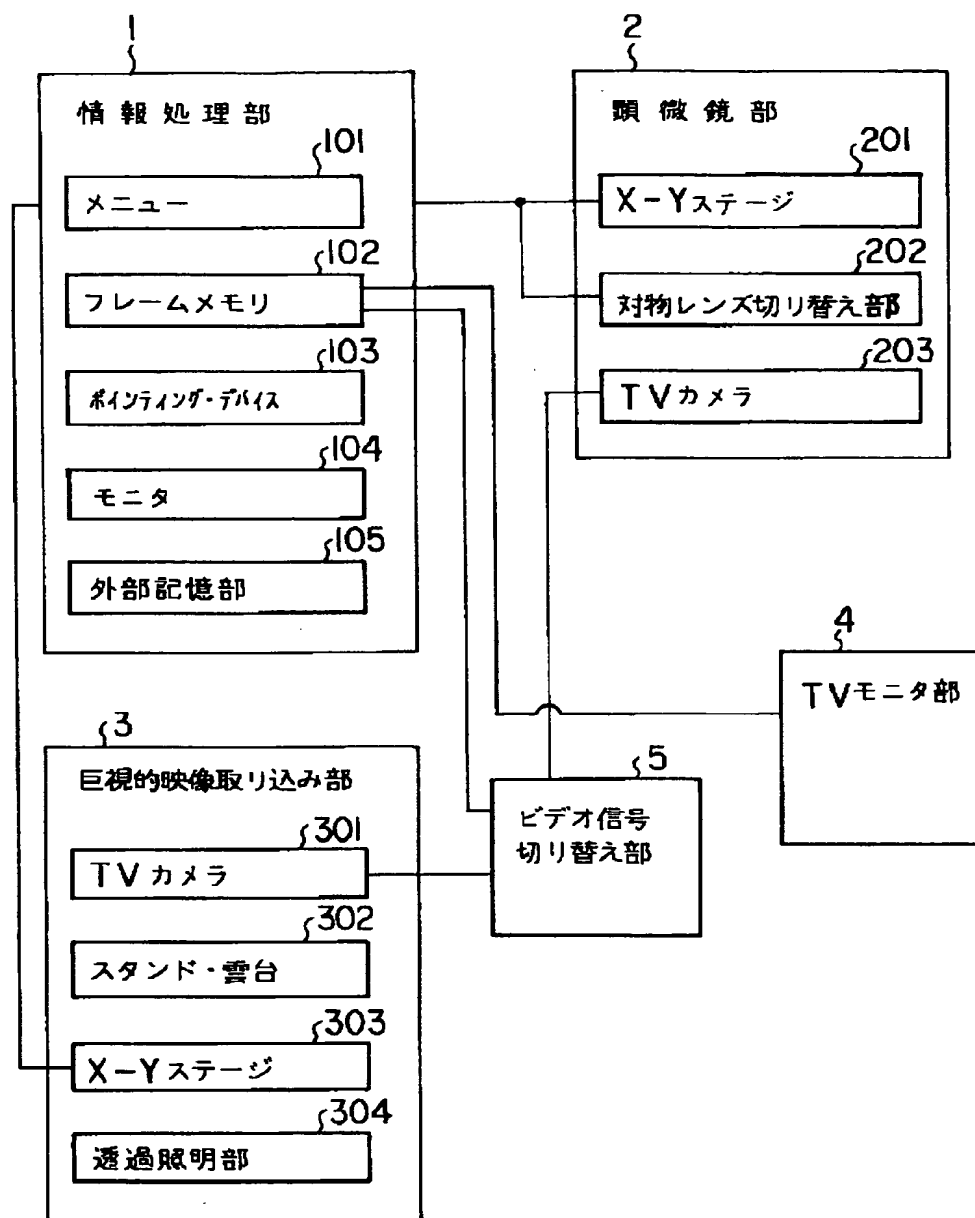 1
情報処理部
101
メニュー
102
フレームメモリ
103
ポインティング・デバイス
104
モニタ
105
外部記憶部
2
顕微鏡部
201
X-Yステージ
202
対物レンズ切り替え部
203
TVカメラ
3
巨視的映像取り込み部
301
TVカメラ
302
スタンド・雲台
303
X-Yステージ
304
透過照明部
4
TVモニタ部
5
ビデオ信号
切り替え部